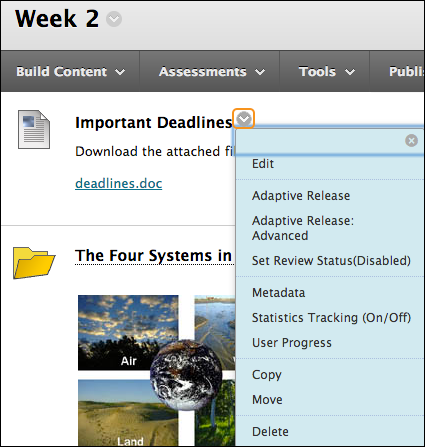 Week 2
Build Content Assessments Tools Publi
Important Deadlines
Download the attached fi
deadlines.doc
Edit
Adaptive Release
Adaptive Release:
Advanced
Set Review Status(Disabled)
Metadata
Statistics Tracking (On/Off)
User Progress
Copy
Move
Delete
The Four Systems in
Air
Land